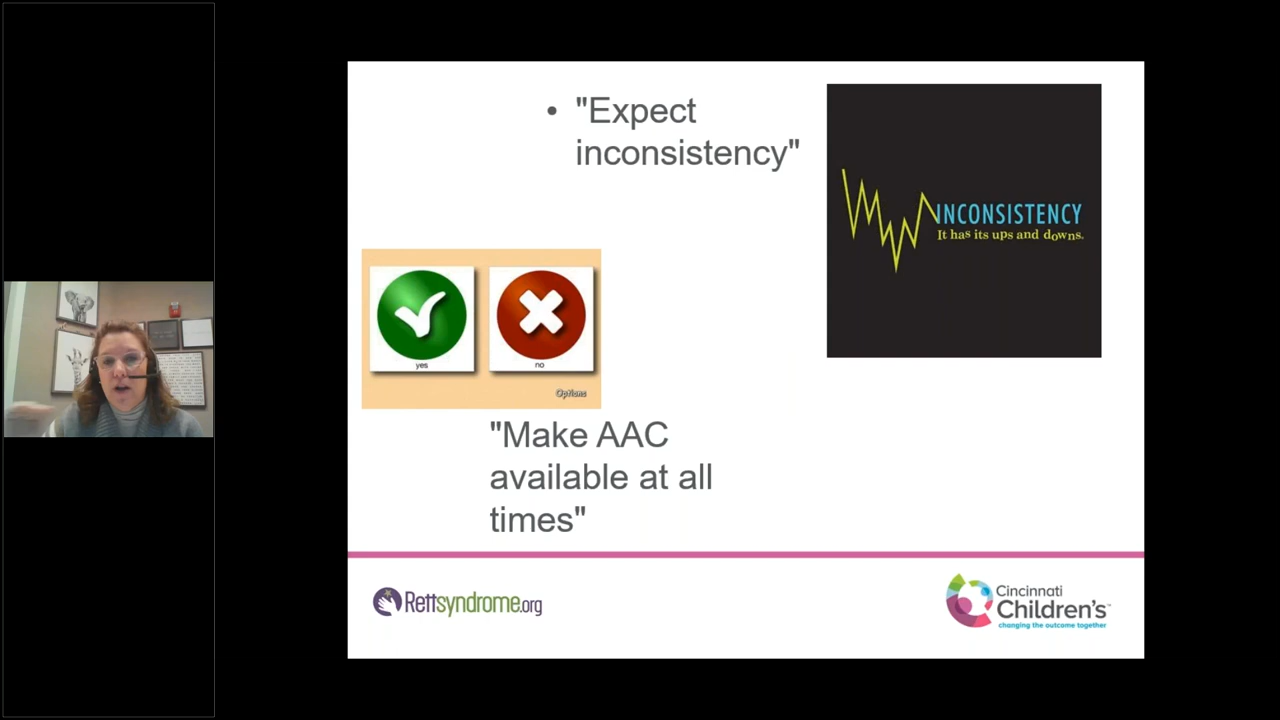 • "Expect
inconsistency"
INCONSISTENCY
It has its ups and downs.
yes
no
Options
"Make AAC
available at all
times"
Rettsyndrome.org
Cincinnati
Children's™
changing the outcome together